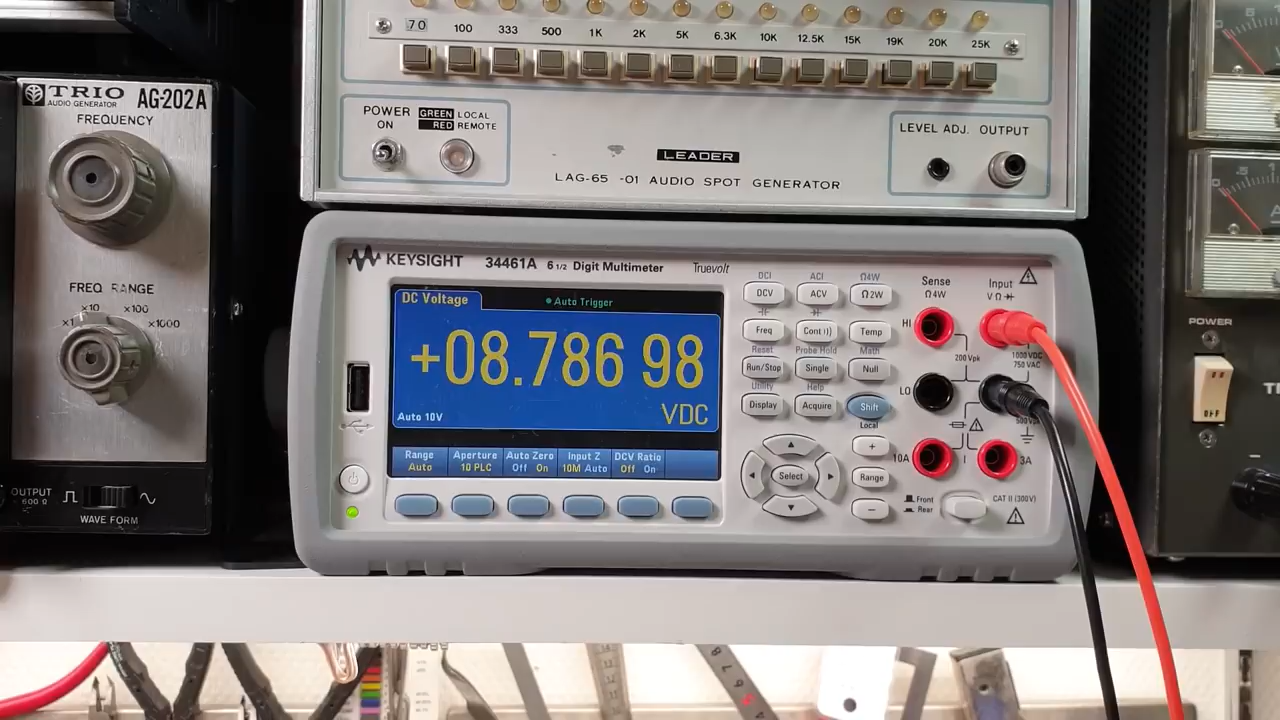 70 100 333 500 1K 2K 5K 6.3K 10K 12.5K 15K 19K 20K 25K
POWER
ON
GREEN LOCAL
RED REMOTE
LEADER
LAG-65 -01 AUDIO SPOT GENERATOR
LEVEL ADJ. OUTPUT
TRIO
AUDIO GENERATOR
AG-202A
FREQUENCY
FREQ. RANGE
×1 ×10 ×100 ×1000
OUTPUT
600Ω
WAVE FORM
KEYSIGHT 34461A 6 1/2 Digit Multimeter Truevolt
DC Voltage
Auto Trigger
+08.786 98
VDC
Auto 10V
Range Aperture Auto Zero Input Z DCV Ratio
Auto 10 PLC Off On 10M Auto Off On
DCI ACI Ω4W
DCV ACV Ω2W
Freq Cont Temp
Reset Probe Hold Math
Run/Stop Single Null
Utility Help
Display Acquire Shift
Local
+
Select
Range
−
Front
Rear
Sense
Ω4W
Input
VΩ
HI
LO
200 Vpk
1000 VDC
750 VAC
500 Vpk
10A I 3A
CAT II (300V)
POWER
OFF